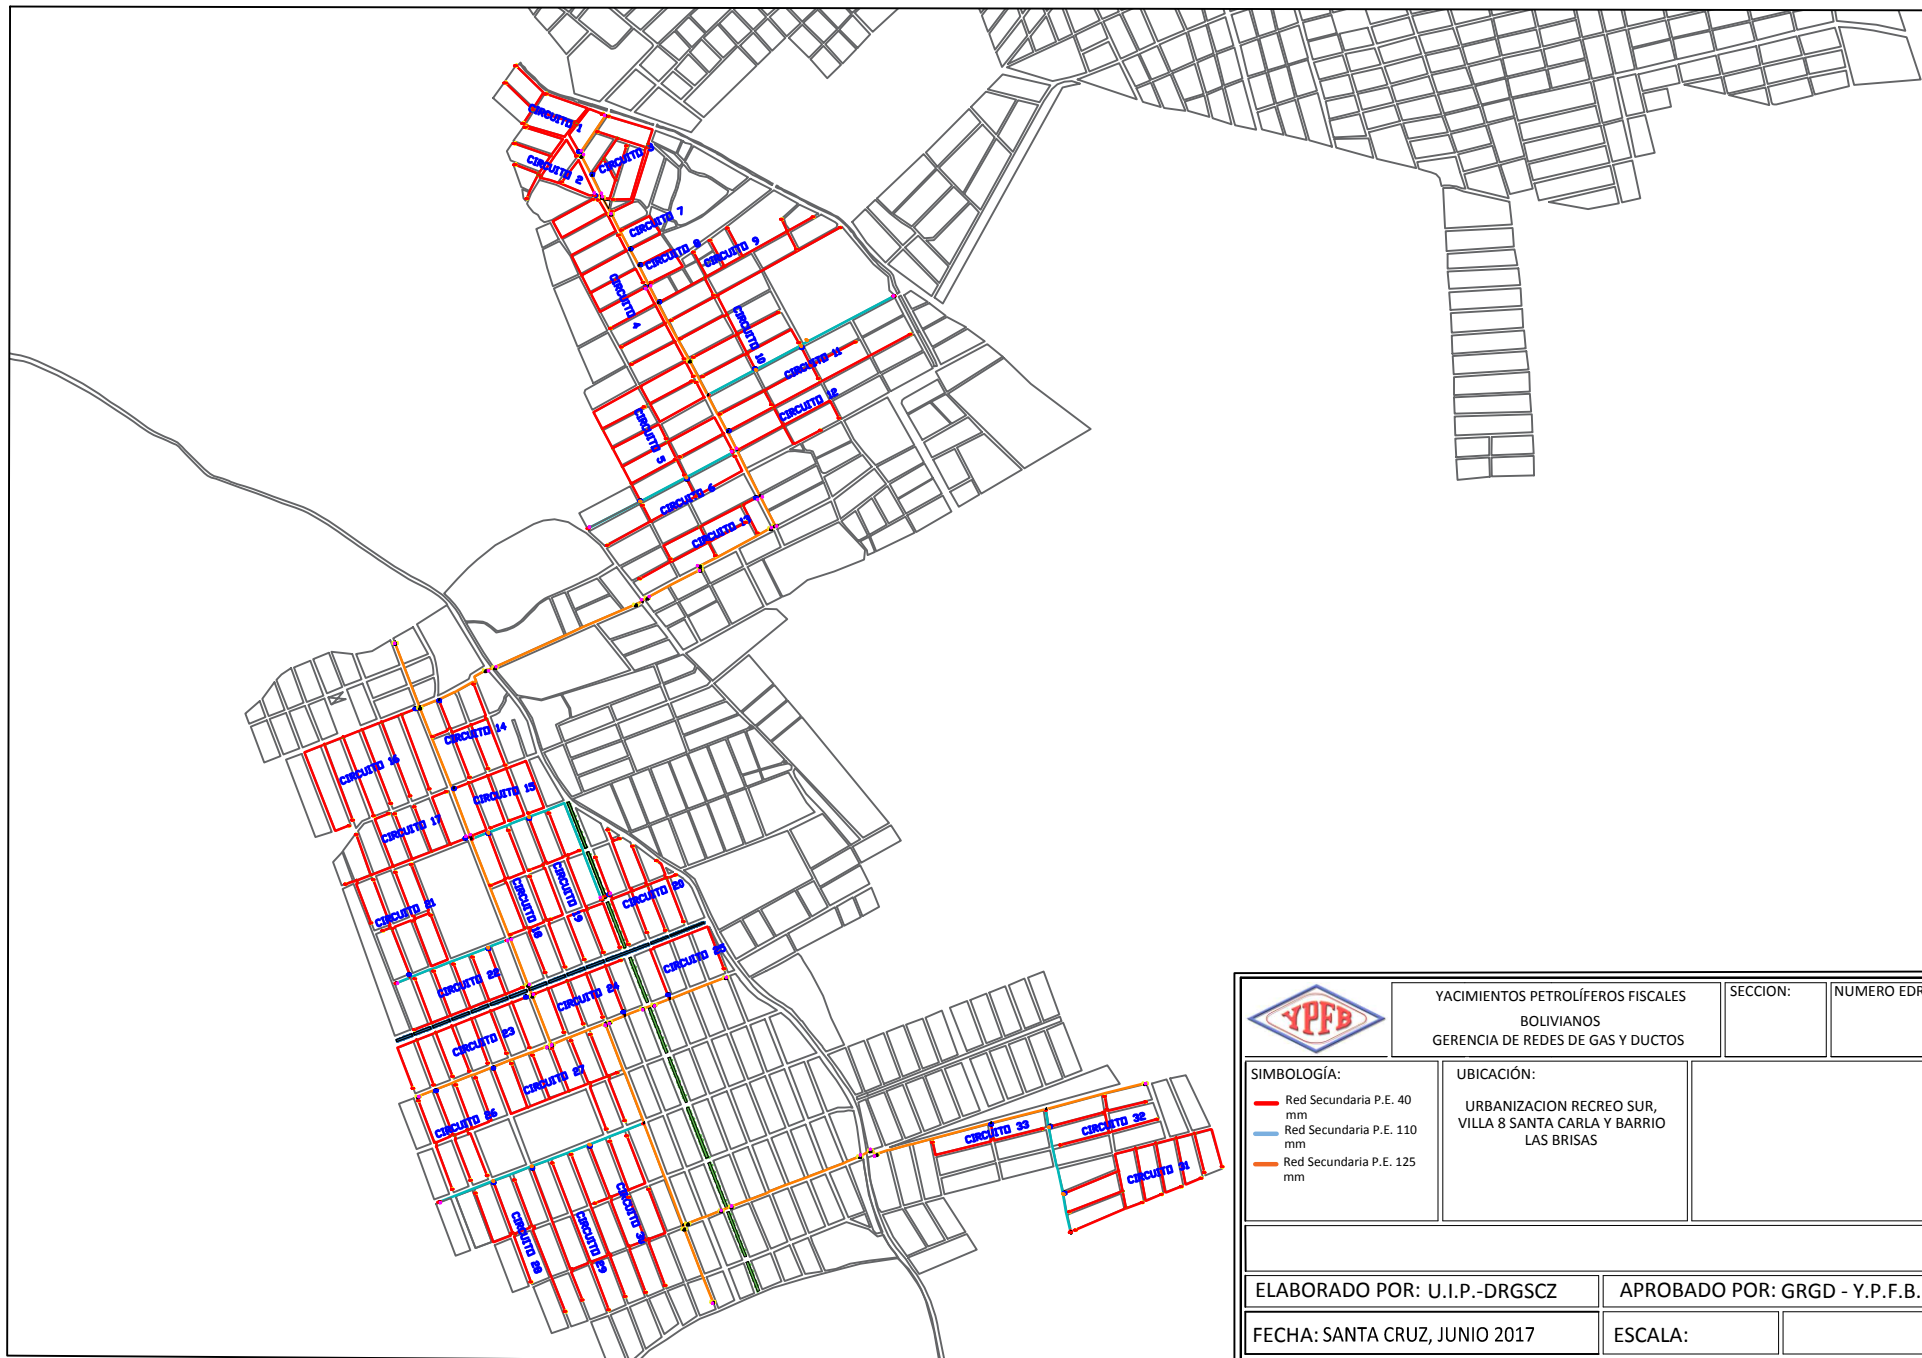 CIRCUITO 1
CIRCUITO 2
CIRCUITO 3
CIRCUITO 7
CIRCUITO 8
CIRCUITO 9
CIRCUITO 4
CIRCUITO 10
CIRCUITO 11
CIRCUITO 12
CIRCUITO 5
CIRCUITO 6
CIRCUITO 13
CIRCUITO 14
CIRCUITO 16
CIRCUITO 15
CIRCUITO 17
CIRCUITO 18
CIRCUITO 19
CIRCUITO 20
CIRCUITO 21
CIRCUITO 22
CIRCUITO 25
CIRCUITO 24
CIRCUITO 23
CIRCUITO 27
CIRCUITO 26
CIRCUITO 33
CIRCUITO 32
CIRCUITO 31
CIRCUITO 28
CIRCUITO 29
CIRCUITO 30
YPFB
YACIMIENTOS PETROLÍFEROS FISCALES
BOLIVIANOS
GERENCIA DE REDES DE GAS Y DUCTOS
SECCION:
NUMERO EDR
SIMBOLOGÍA:
Red Secundaria P.E. 40
mm
Red Secundaria P.E. 110
mm
Red Secundaria P.E. 125
mm
UBICACIÓN:
URBANIZACION RECREO SUR,
VILLA 8 SANTA CARLA Y BARRIO
LAS BRISAS
ELABORADO POR: U.I.P.-DRGSCZ
APROBADO POR: GRGD - Y.P.F.B.
FECHA: SANTA CRUZ, JUNIO 2017
ESCALA: